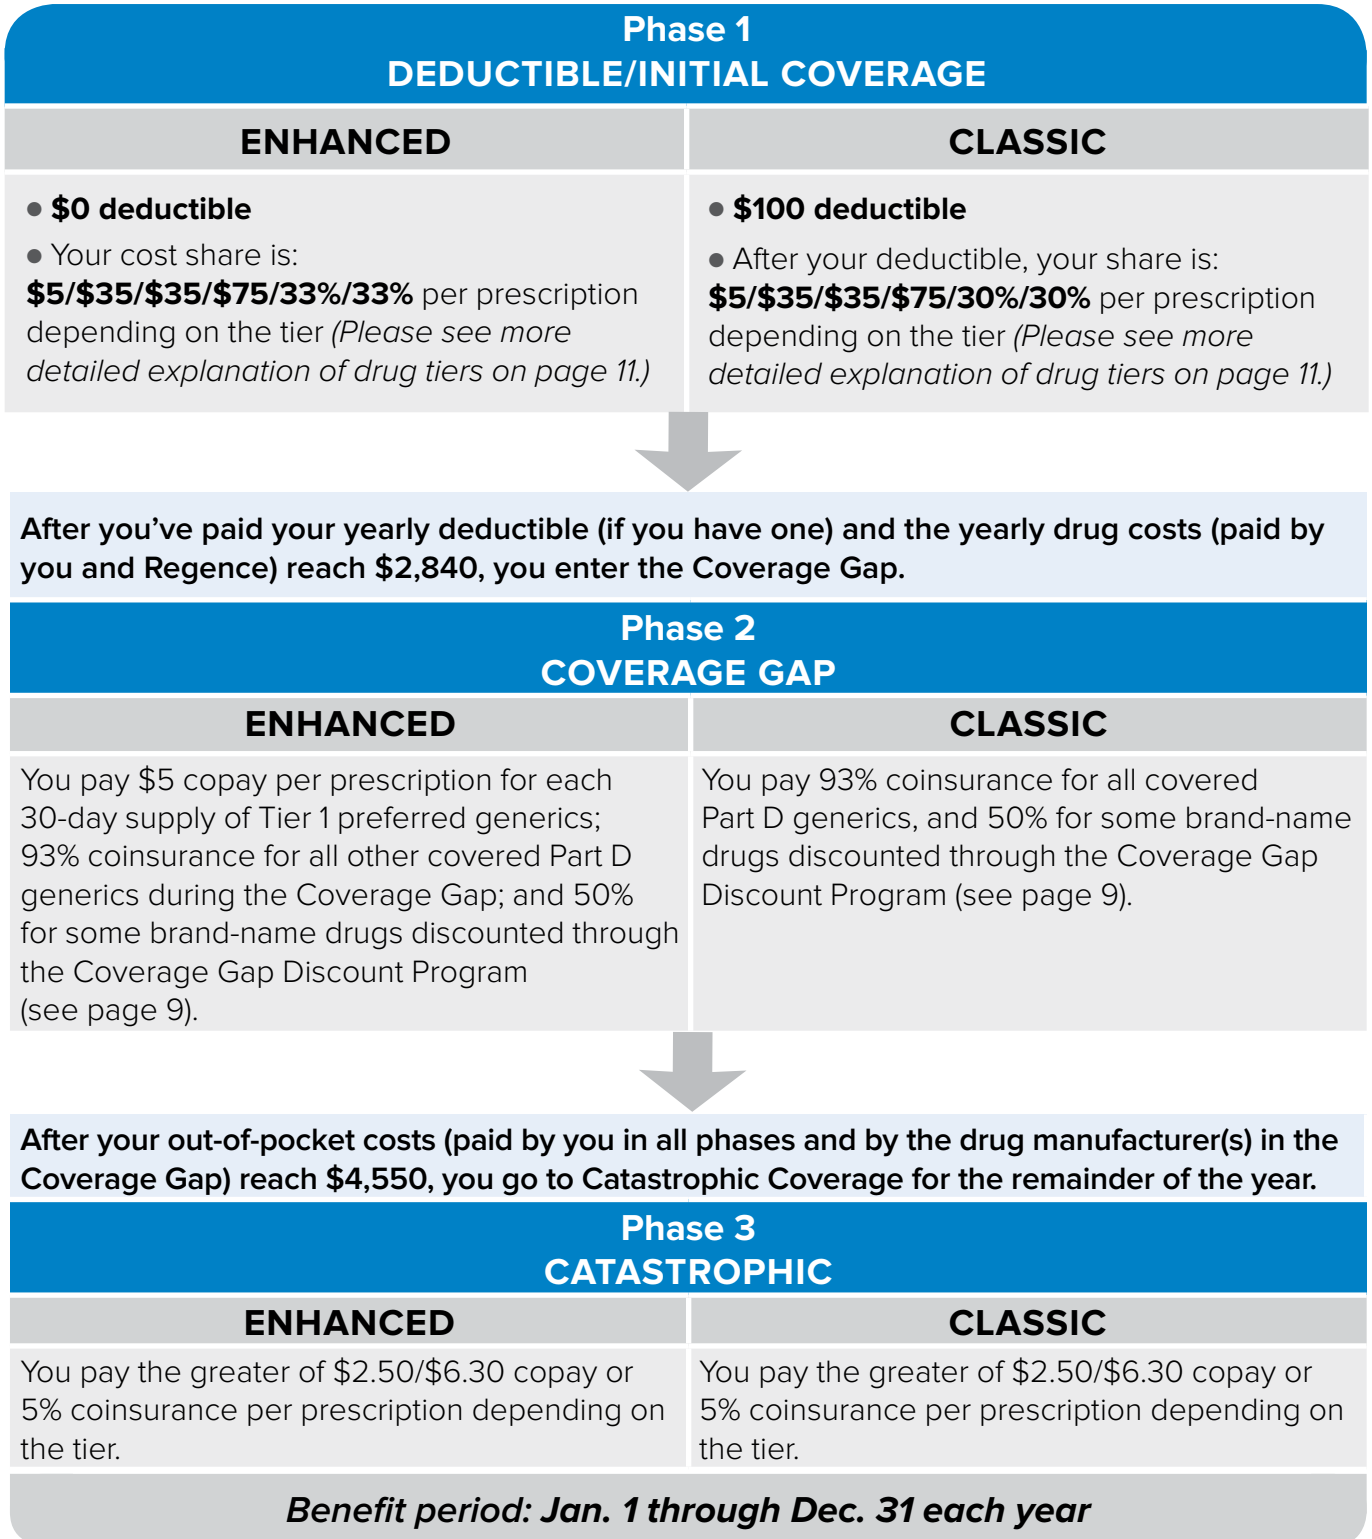 Phase 1
DEDUCTIBLE/INITIAL COVERAGE
ENHANCED
• $0 deductible
• Your cost share is:
$5/$35/$35/$75/33%/33% per prescription
depending on the tier (Please see more
detailed explanation of drug tiers on page 11.)
CLASSIC
• $100 deductible
• After your deductible, your share is:
$5/$35/$35/$75/30%/30% per prescription
depending on the tier (Please see more
detailed explanation of drug tiers on page 11.)
After you’ve paid your yearly deductible (if you have one) and the yearly drug costs (paid by
you and Regence) reach $2,840, you enter the Coverage Gap.
Phase 2
COVERAGE GAP
ENHANCED
You pay $5 copay per prescription for each
30-day supply of Tier 1 preferred generics;
93% coinsurance for all other covered Part D
generics during the Coverage Gap; and 50%
for some brand-name drugs discounted through
the Coverage Gap Discount Program
(see page 9).
CLASSIC
You pay 93% coinsurance for all covered
Part D generics, and 50% for some brand-name
drugs discounted through the Coverage Gap
Discount Program (see page 9).
After your out-of-pocket costs (paid by you in all phases and by the drug manufacturer(s) in the
Coverage Gap) reach $4,550, you go to Catastrophic Coverage for the remainder of the year.
Phase 3
CATASTROPHIC
ENHANCED
You pay the greater of $2.50/$6.30 copay or
5% coinsurance per prescription depending on
the tier.
CLASSIC
You pay the greater of $2.50/$6.30 copay or
5% coinsurance per prescription depending on
the tier.
Benefit period: Jan. 1 through Dec. 31 each year